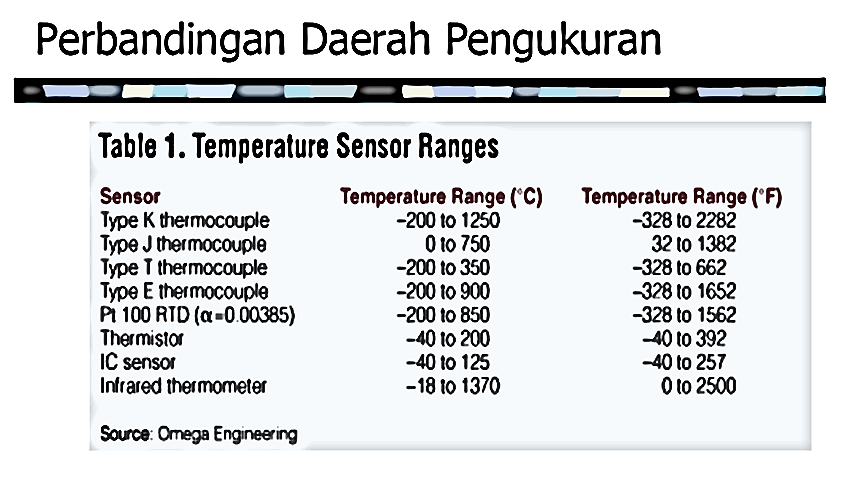 Perbandingan Daerah Pengukuran
Table 1. Temperature Sensor Ranges
Sensor Temperature Range (°C) Temperature Range (°F)
Type K thermocouple –200 to 1250 –328 to 2282
Type J thermocouple 0 to 750 32 to 1382
Type T thermocouple –200 to 350 –328 to 662
Type E thermocouple –200 to 900 –328 to 1652
Pt 100 RTD (α=0.00385) –200 to 850 –328 to 1562
Thermistor –40 to 200 –40 to 392
IC sensor –40 to 125 –40 to 257
Infrared thermometer –18 to 1370 0 to 2500
Source: Omega Engineering